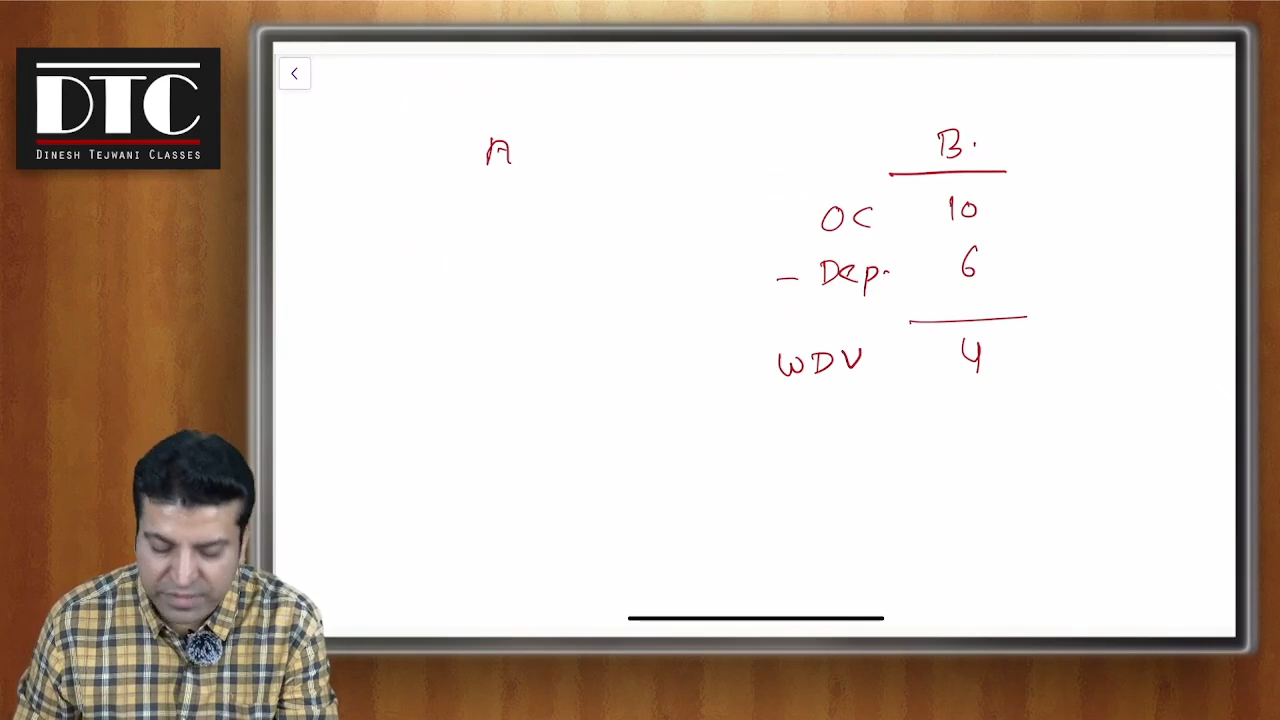 DTC
DINESH TEJWANI CLASSES
A
B.
OC 10
- Dep. 6
WDV 4